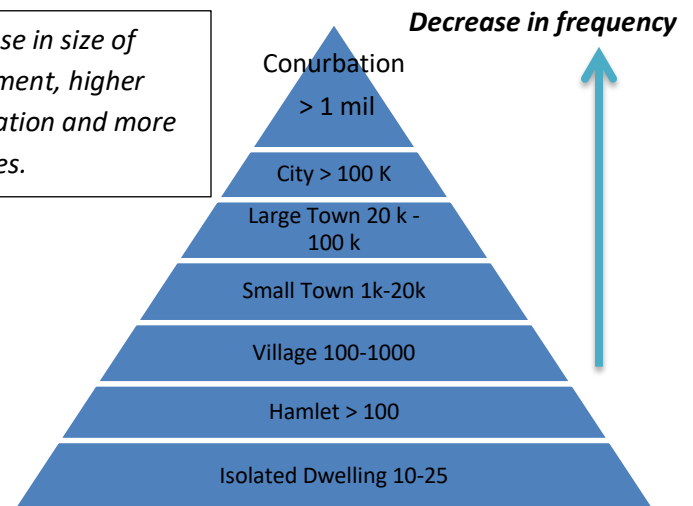 se in size of
ment, higher
ation and more
es.
Decrease in frequency
Conurbation
> 1 mil
City > 100 K
Large Town 20 k -
100 k
Small Town 1k-20k
Village 100-1000
Hamlet > 100
Isolated Dwelling 10-25